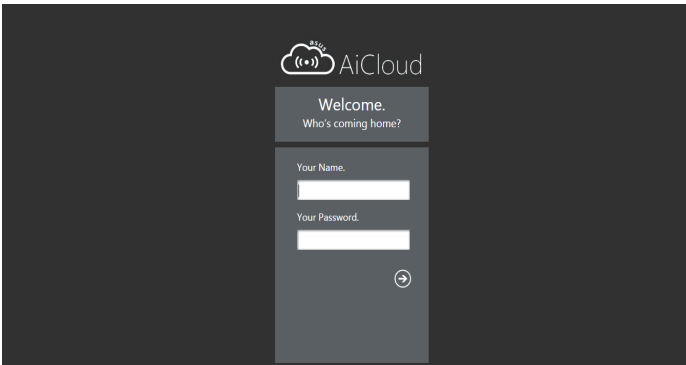 asus
AiCloud
Welcome.
Who's coming home?
Your Name.
Your Password.